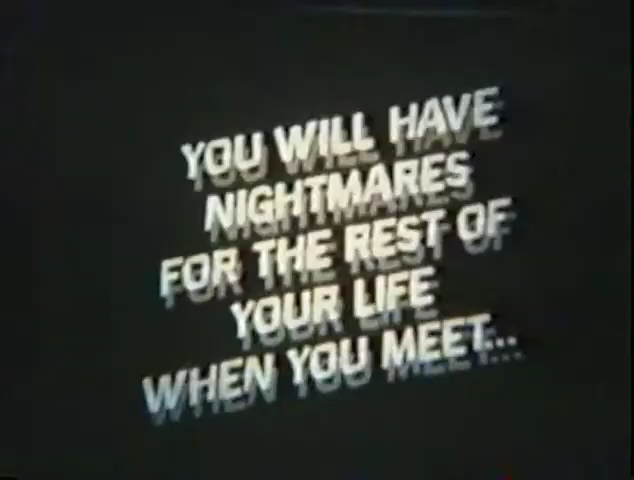 YOU WILL HAVE
NIGHTMARES
FOR THE REST OF
YOUR LIFE
WHEN YOU MEET...